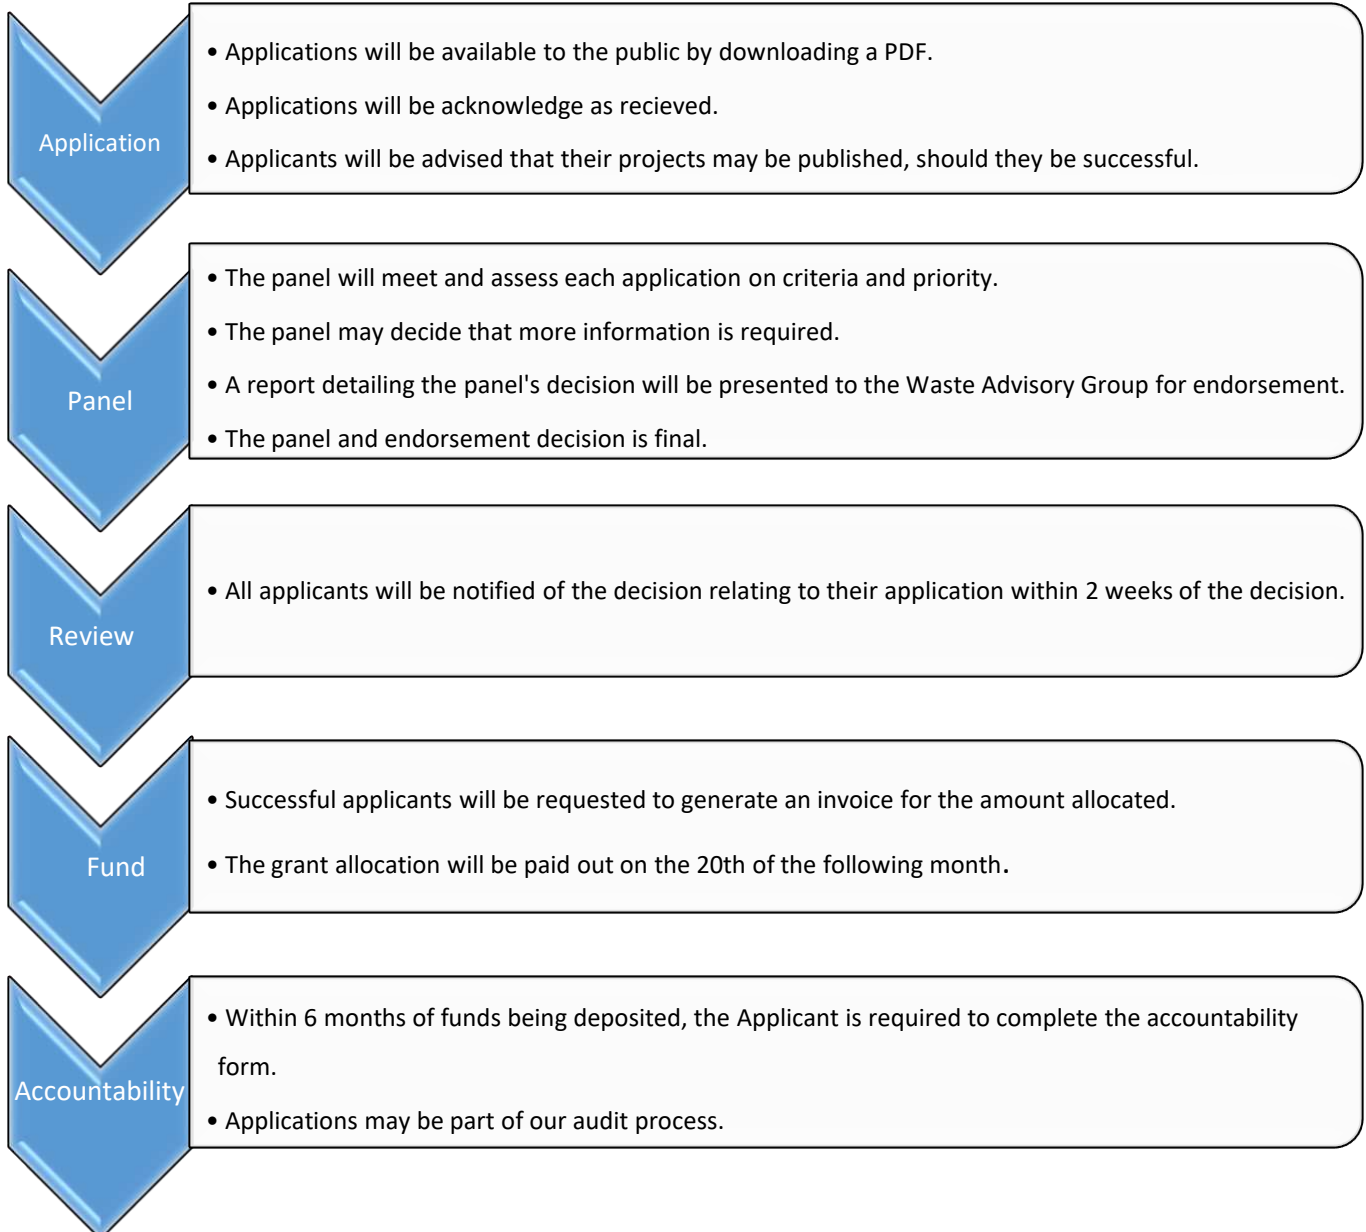 Application
• Applications will be available to the public by downloading a PDF.
• Applications will be acknowledge as recieved.
• Applicants will be advised that their projects may be published, should they be successful.
Panel
• The panel will meet and assess each application on criteria and priority.
• The panel may decide that more information is required.
• A report detailing the panel's decision will be presented to the Waste Advisory Group for endorsement.
• The panel and endorsement decision is final.
Review
• All applicants will be notified of the decision relating to their application within 2 weeks of the decision.
Fund
• Successful applicants will be requested to generate an invoice for the amount allocated.
• The grant allocation will be paid out on the 20th of the following month.
Accountability
• Within 6 months of funds being deposited, the Applicant is required to complete the accountability
form.
• Applications may be part of our audit process.